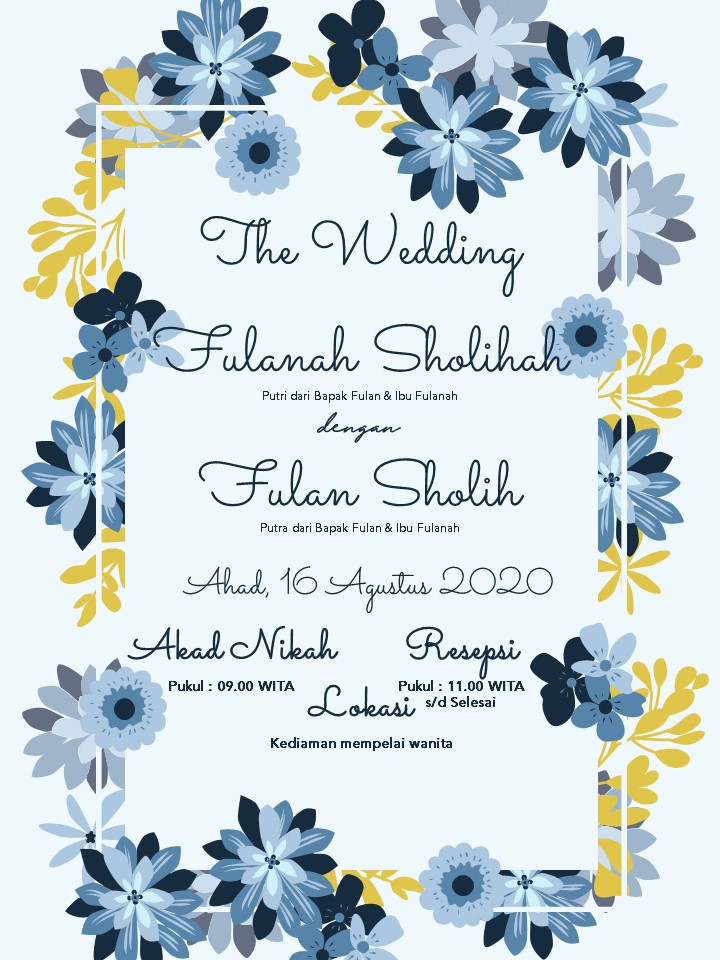 The Wedding
Fulanah Sholihah
Putri dari Bapak Fulan & Ibu Fulanah
dengan
Fulan Sholih
Putra dari Bapak Fulan & Ibu Fulanah
Ahad, 16 Agustus 2020
Akad Nikah
Pukul : 09.00 WITA
Resepsi
Pukul : 11.00 WITA
s/d Selesai
Lokasi
Kediaman mempelai wanita